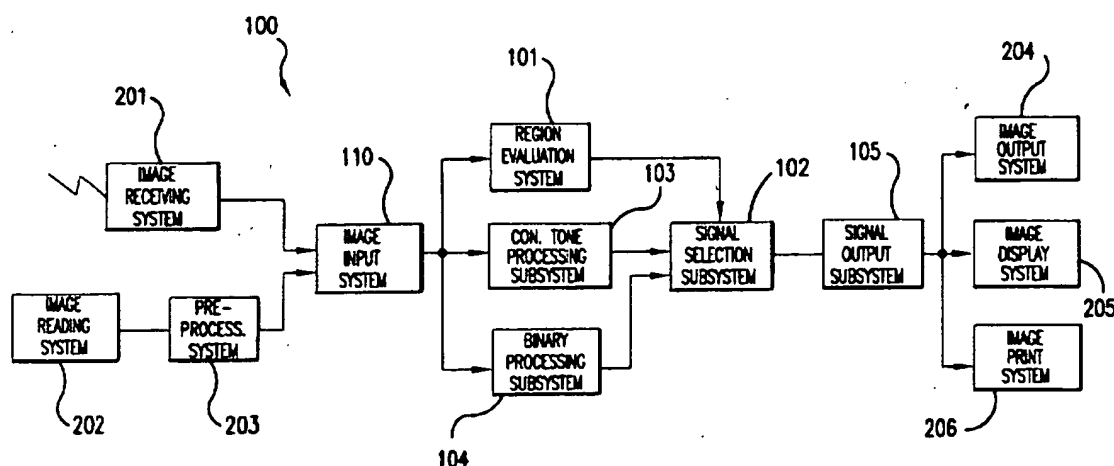 100
201
IMAGE
RECEIVING
SYSTEM
110
IMAGE
INPUT
SYSTEM
IMAGE
READING
SYSTEM
202
PRE-
PROCESS.
SYSTEM
203
101
REGION
EVALUATION
SYSTEM
103
CON. TONE
PROCESSING
SUBSYSTEM
BINARY
PROCESSING
SUBSYSTEM
104
102
SIGNAL
SELECTION
SUBSYSTEM
105
SIGNAL
OUTPUT
SUBSYSTEM
204
IMAGE
OUTPUT
SYSTEM
IMAGE
DISPLAY
SYSTEM
205
IMAGE
PRINT
SYSTEM
206